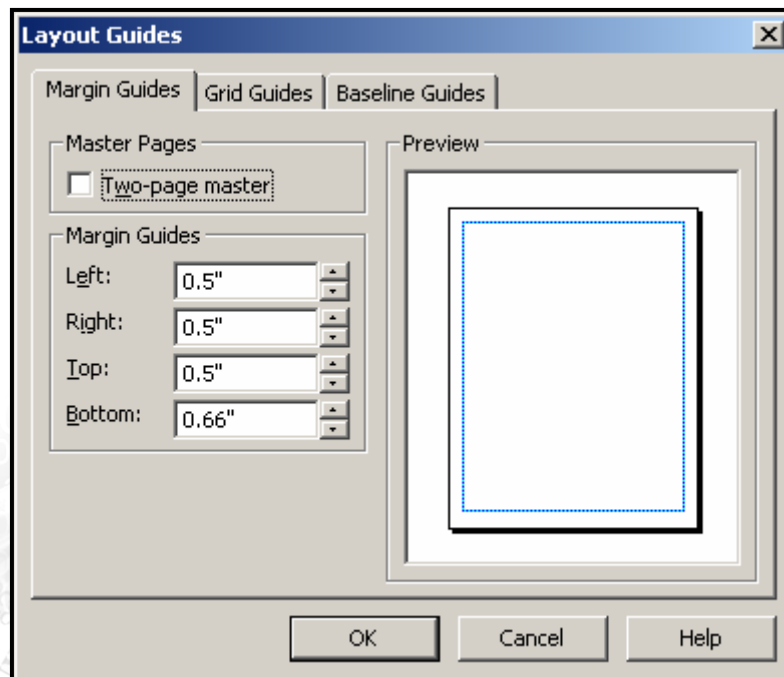 Layout Guides
Margin Guides Grid Guides Baseline Guides
Master Pages
Two-page master
Margin Guides
Left: 0.5"
Right: 0.5"
Top: 0.5"
Bottom: 0.66"
Preview
OK Cancel Help